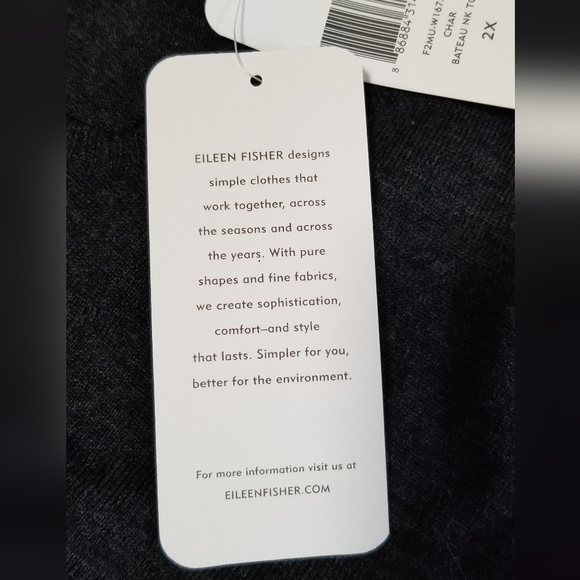 EILEEN FISHER designs
simple clothes that
work together, across
the seasons and across
the years. With pure
shapes and fine fabrics,
we create sophistication,
comfort–and style
that lasts. Simpler for you,
better for the environment.
For more information visit us at
EILEENFISHER.COM
CHAR
BATEAU NK
2X